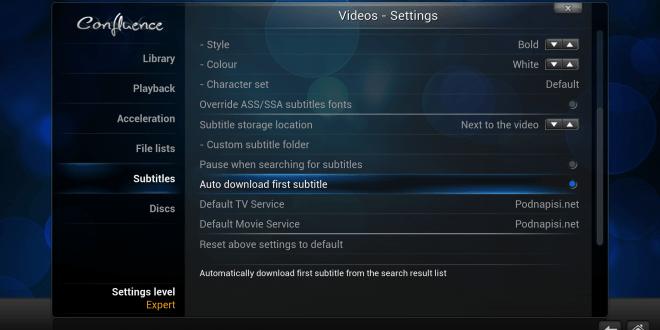 Confluence
Videos - Settings
Library
Playback
Acceleration
File lists
Subtitles
Discs
Settings level
Expert
- Style Bold
- Colour White
- Character set Default
Override ASS/SSA subtitles fonts
Subtitle storage location Next to the video
- Custom subtitle folder
Pause when searching for subtitles
Auto download first subtitle
Default TV Service Podnapisi.net
Default Movie Service Podnapisi.net
Reset above settings to default
Automatically download first subtitle from the search result list